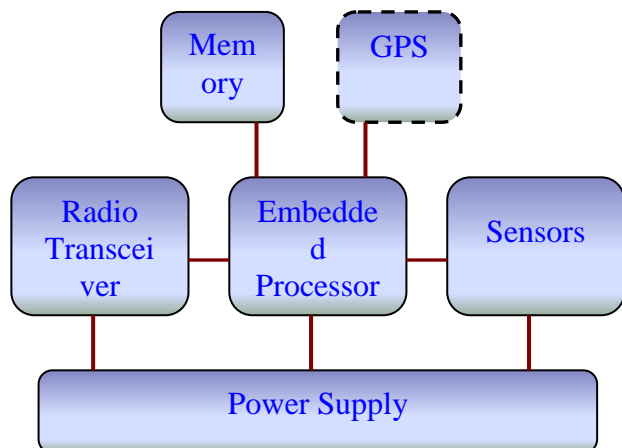 Mem
ory
GPS
Radio
Transcei
ver
Embedde
d
Processor
Sensors
Power Supply